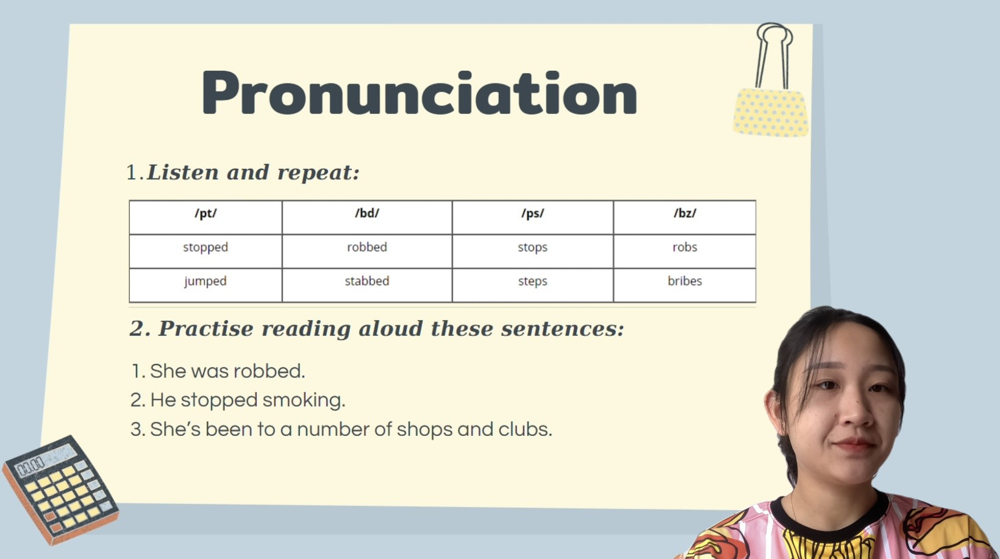 Pronunciation
1. Listen and repeat:
/pt/ /bd/ /ps/ /bz/
stopped robbed stops robs
jumped stabbed steps bribes
2. Practise reading aloud these sentences:
1. She was robbed.
2. He stopped smoking.
3. She’s been to a number of shops and clubs.
00:00